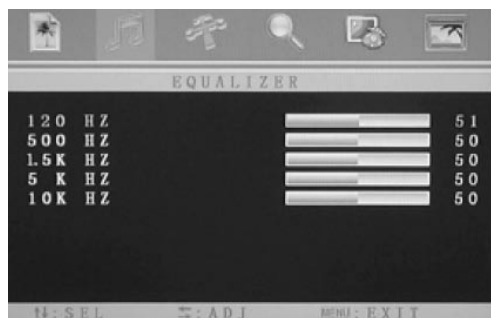 EQUALIZER
120 HZ 51
500 HZ 50
1.5K HZ 50
5 K HZ 50
10K HZ 50
⇅:SEL ⇆:ADJ MENU:EXIT